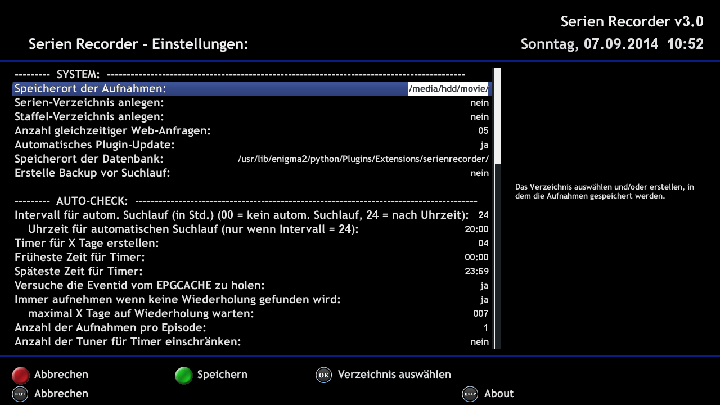 Serien Recorder v3.0
Serien Recorder - Einstellungen:
Sonntag, 07.09.2014 10:52
--------- SYSTEM: ----------------------------------------------------------------------------------------
Speicherort der Aufnahmen: /media/hdd/movie/
Serien-Verzeichnis anlegen: nein
Staffel-Verzeichnis anlegen: nein
Anzahl gleichzeitiger Web-Anfragen: 05
Automatisches Plugin-Update: ja
Speicherort der Datenbank: /usr/lib/enigma2/python/Plugins/Extensions/serienrecorder/
Erstelle Backup vor Suchlauf: nein
Das Verzeichnis auswählen und/oder erstellen, in
dem die Aufnahmen gespeichert werden.
--------- AUTO-CHECK: ------------------------------------------------------------------------------------
Intervall für autom. Suchlauf (in Std.) (00 = kein autom. Suchlauf, 24 = nach Uhrzeit): 24
Uhrzeit für automatischen Suchlauf (nur wenn Intervall = 24): 20:00
Timer für X Tage erstellen: 04
Früheste Zeit für Timer: 00:00
Späteste Zeit für Timer: 23:59
Versuche die Eventid vom EPGCACHE zu holen: ja
Immer aufnehmen wenn keine Wiederholung gefunden wird: ja
maximal X Tage auf Wiederholung warten: 007
Anzahl der Aufnahmen pro Episode: 1
Anzahl der Tuner für Timer einschränken: nein
Abbrechen Speichern OK Verzeichnis auswählen
Abbrechen About